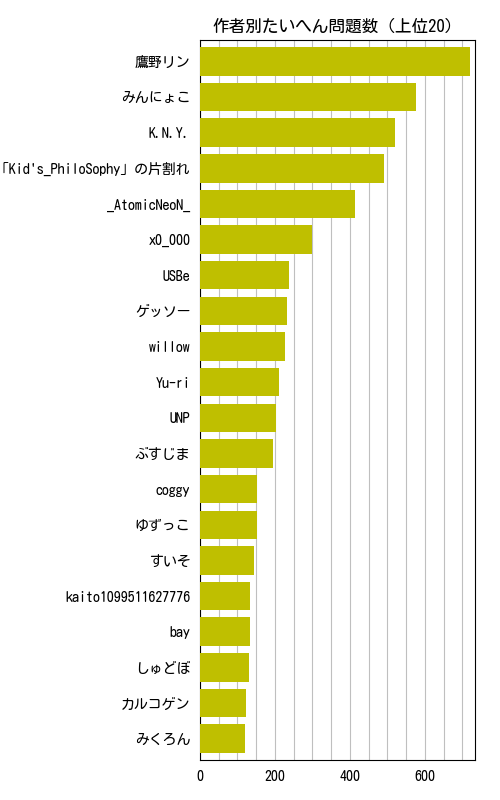 作者別たいへん問題数（上位20）
鷹野リン
みんにょこ
K.N.Y.
「Kid's_PhiloSophy」の片割れ
_AtomicNeoN_
x0_000
USBe
ゲッソー
willow
Yu-ri
UNP
ぶすじま
coggy
ゆずっこ
すいそ
kaito1099511627776
bay
しゅどぼ
カルコゲン
みくろん
0 200 400 600